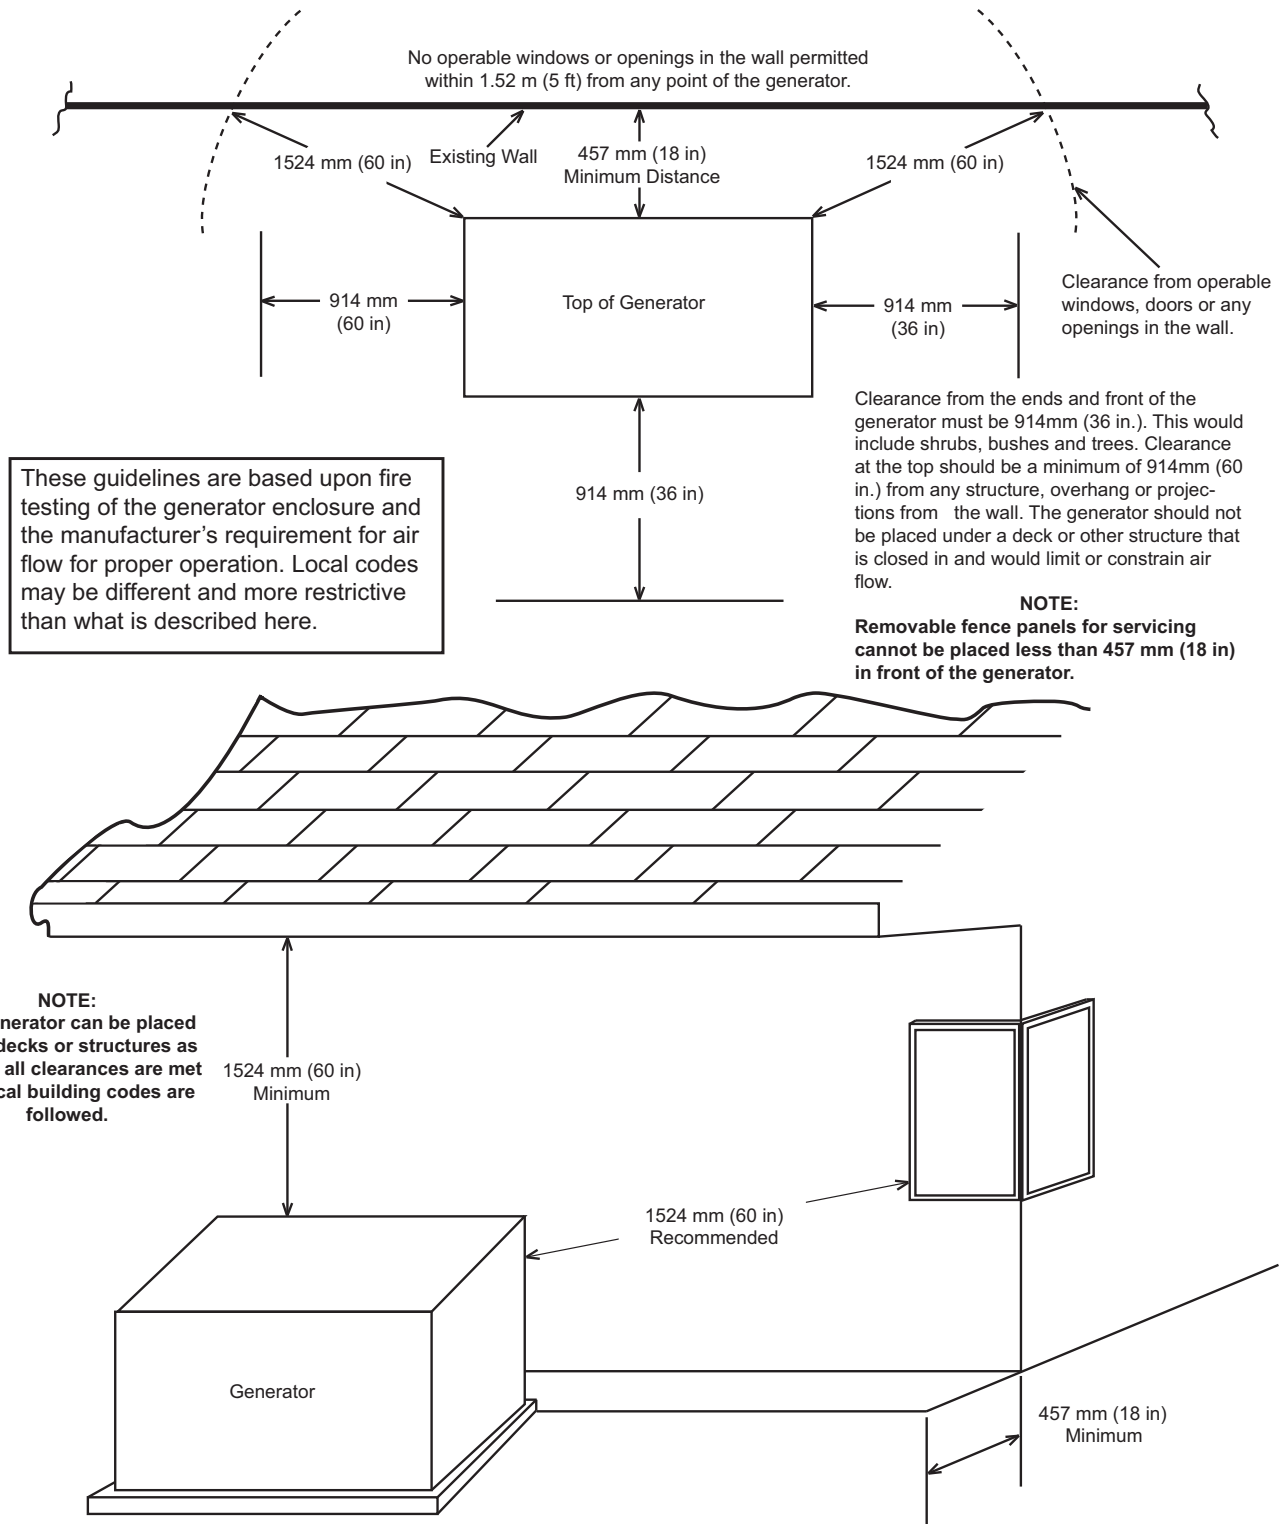 No operable windows or openings in the wall permitted
within 1.52 m (5 ft) from any point of the generator.
1524 mm (60 in)
Existing Wall
457 mm (18 in)
Minimum Distance
1524 mm (60 in)
914 mm
(60 in)
Top of Generator
914 mm
(36 in)
Clearance from operable
windows, doors or any
openings in the wall.
914 mm (36 in)
Clearance from the ends and front of the
generator must be 914mm (36 in.). This would
include shrubs, bushes and trees. Clearance
at the top should be a minimum of 914mm (60
in.) from any structure, overhang or projec-
tions from the wall. The generator should not
be placed under a deck or other structure that
is closed in and would limit or constrain air
flow.
NOTE:
Removable fence panels for servicing
cannot be placed less than 457 mm (18 in)
in front of the generator.
These guidelines are based upon fire
testing of the generator enclosure and
the manufacturer’s requirement for air
flow for proper operation. Local codes
may be different and more restrictive
than what is described here.
NOTE:
nerator can be placed
decks or structures as
all clearances are met
cal building codes are
followed.
1524 mm (60 in)
Minimum
1524 mm (60 in)
Recommended
Generator
457 mm (18 in)
Minimum